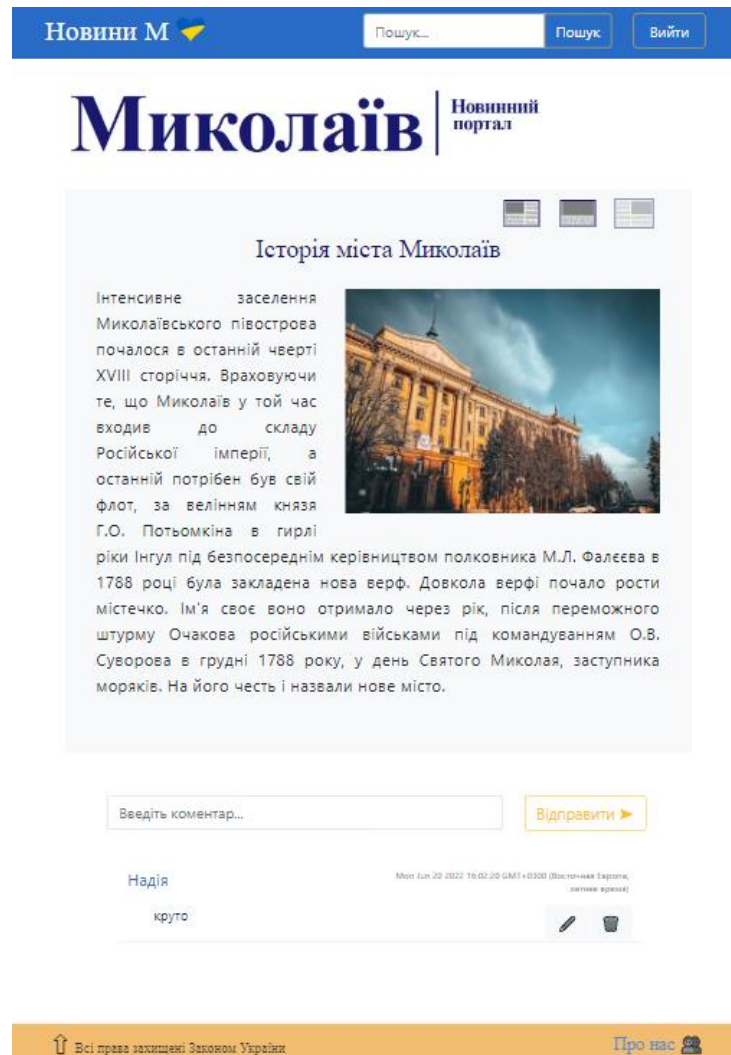 Новини М
Пошук...
Пошук
Вийти
Миколаїв
Новинний
портал
Історія міста Миколаїв
Інтенсивне заселення
Миколаївського півострова
почалося в останній чверті
XVIII сторіччя. Враховуючи
те, що Миколаїв у той час
входив до складу
Російської імперії, а
останній потрібен був свій
флот, за велінням князя
Г.О. Потьомкіна в гирлі
ріки Інгул під безпосереднім керівництвом полковника М.Л. Фалєєва в
1788 році була закладена нова верф. Довкола верфі почало рости
містечко. Ім'я своє воно отримало через рік, після переможного
штурму Очакова російськими військами під командуванням О.В.
Суворова в грудні 1788 року, у день Святого Миколая, заступника
моряків. На його честь і назвали нове місто.
Введіть коментар...
Відправити ➤
Надія
Mon Jun 20 2022 16:02:20 GMT+0300 (Восточная Европа,
летнее время)
круто
⇧ Всі права захищені Законом України
Про нас